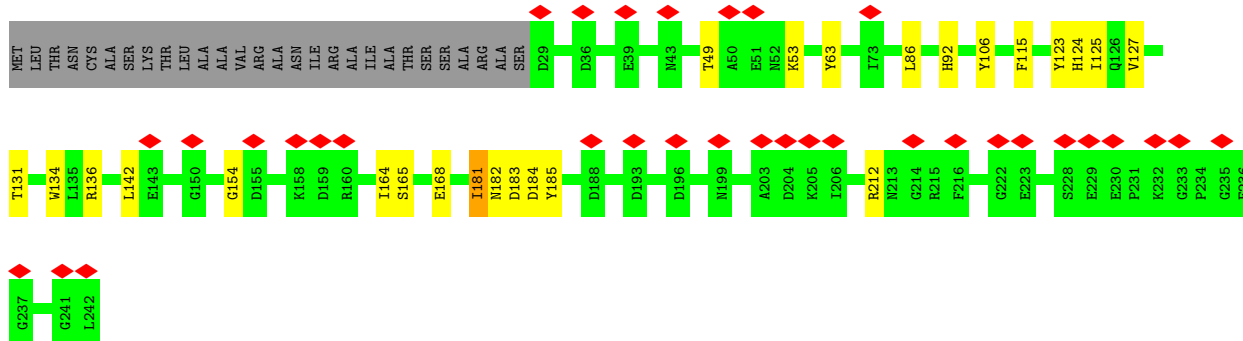 MET LEU THR ASN CYS ALA SER LYS THR LEU ALA ALA VAL ARG ALA ASN ILE ARG ALA ILE ALA THR SER SER ALA ARG ALA SER D29 D36 E39 N43 T49 A50 E51 N52 K53 Y63 I73 L86 H92 Y106 F115 Y123 H124 I125 Q126 V127
T131 W134 L135 R136 L142 E143 G150 G154 D155 K158 D159 R160 I164 S165 E168 I181 N182 D183 D184 Y185 D188 D193 D196 N199 A203 D204 K205 I206 R212 N213 G214 R215 F216 G222 E223 S228 E229 E230 P231 K232 G233 P234 G235
G237 G241 L242